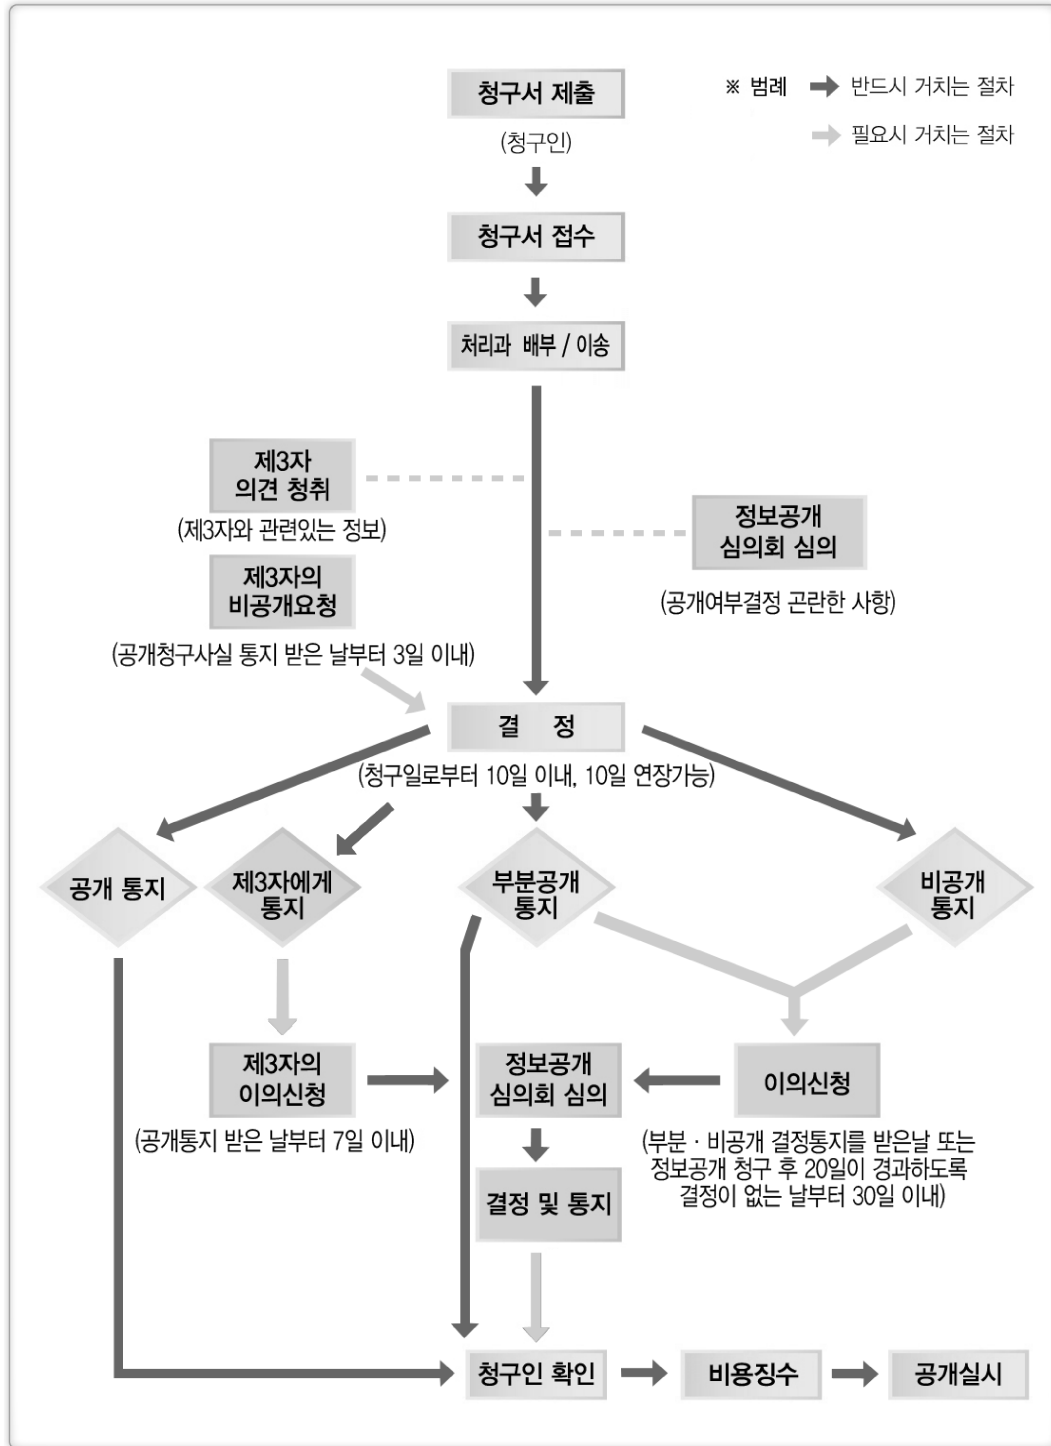 청구서 제출
(청구인)
※ 범례
반드시 거치는 절차
필요시 거치는 절차
청구서 접수
처리과 배부 / 이송
제3자
의견 청취
(제3자와 관련있는 정보)
정보공개
심의회 심의
(공개여부결정 곤란한 사항)
제3자의
비공개요청
(공개청구사실 통지 받은 날부터 3일 이내)
결 정
(청구일로부터 10일 이내, 10일 연장가능)
공개 통지
제3자에게
통지
부분공개
통지
비공개
통지
제3자의
이의신청
(공개통지 받은 날부터 7일 이내)
정보공개
심의회 심의
이의신청
(부분 · 비공개 결정통지를 받은날 또는
정보공개 청구 후 20일이 경과하도록
결정이 없는 날부터 30일 이내)
결정 및 통지
청구인 확인
비용징수
공개실시